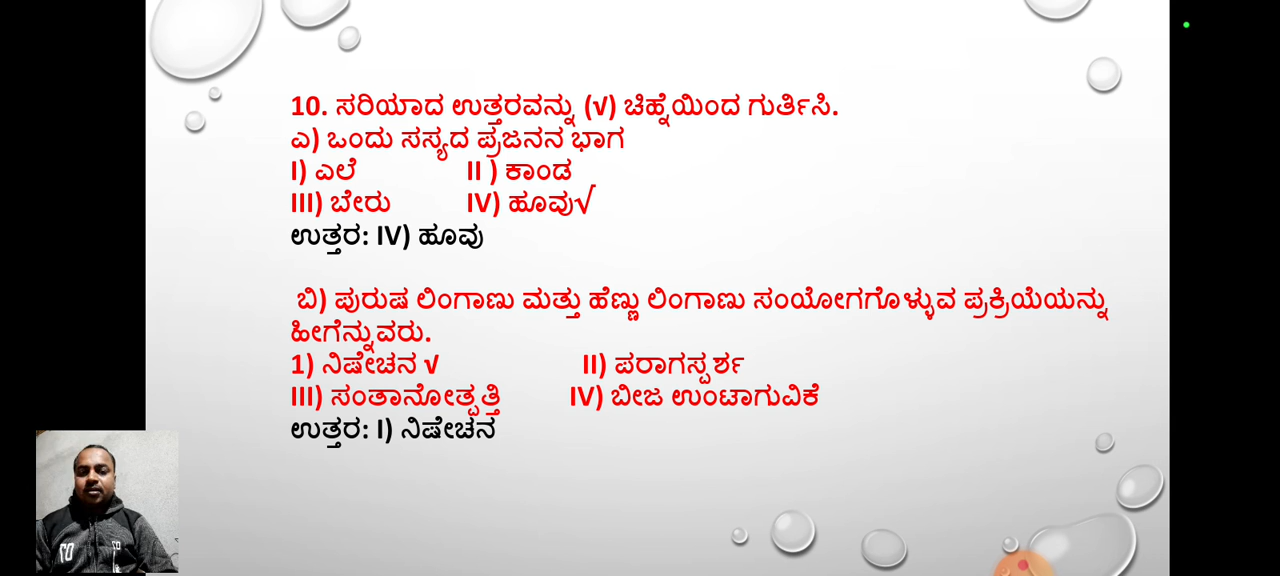 10. ಸರಿಯಾದ ಉತ್ತರವನ್ನು (√) ಚಿಹ್ನೆಯಿಂದ ಗುರ್ತಿಸಿ.
ಎ) ಒಂದು ಸಸ್ಯದ ಪ್ರಜನನ ಭಾಗ
I) ಎಲೆ II ) ಕಾಂಡ
III) ಬೇರು IV) ಹೂವು√
ಉತ್ತರ: IV) ಹೂವು
ಬಿ) ಪುರುಷ ಲಿಂಗಾಣು ಮತ್ತು ಹೆಣ್ಣು ಲಿಂಗಾಣು ಸಂಯೋಗಗೊಳ್ಳುವ ಪ್ರಕ್ರಿಯೆಯನ್ನು
ಹೀಗೆನ್ನುವರು.
1) ನಿಷೇಚನ √ II) ಪರಾಗಸ್ಪರ್ಶ
III) ಸಂತಾನೋತ್ಪತ್ತಿ IV) ಬೀಜ ಉಂಟಾಗುವಿಕೆ
ಉತ್ತರ: I) ನಿಷೇಚನ